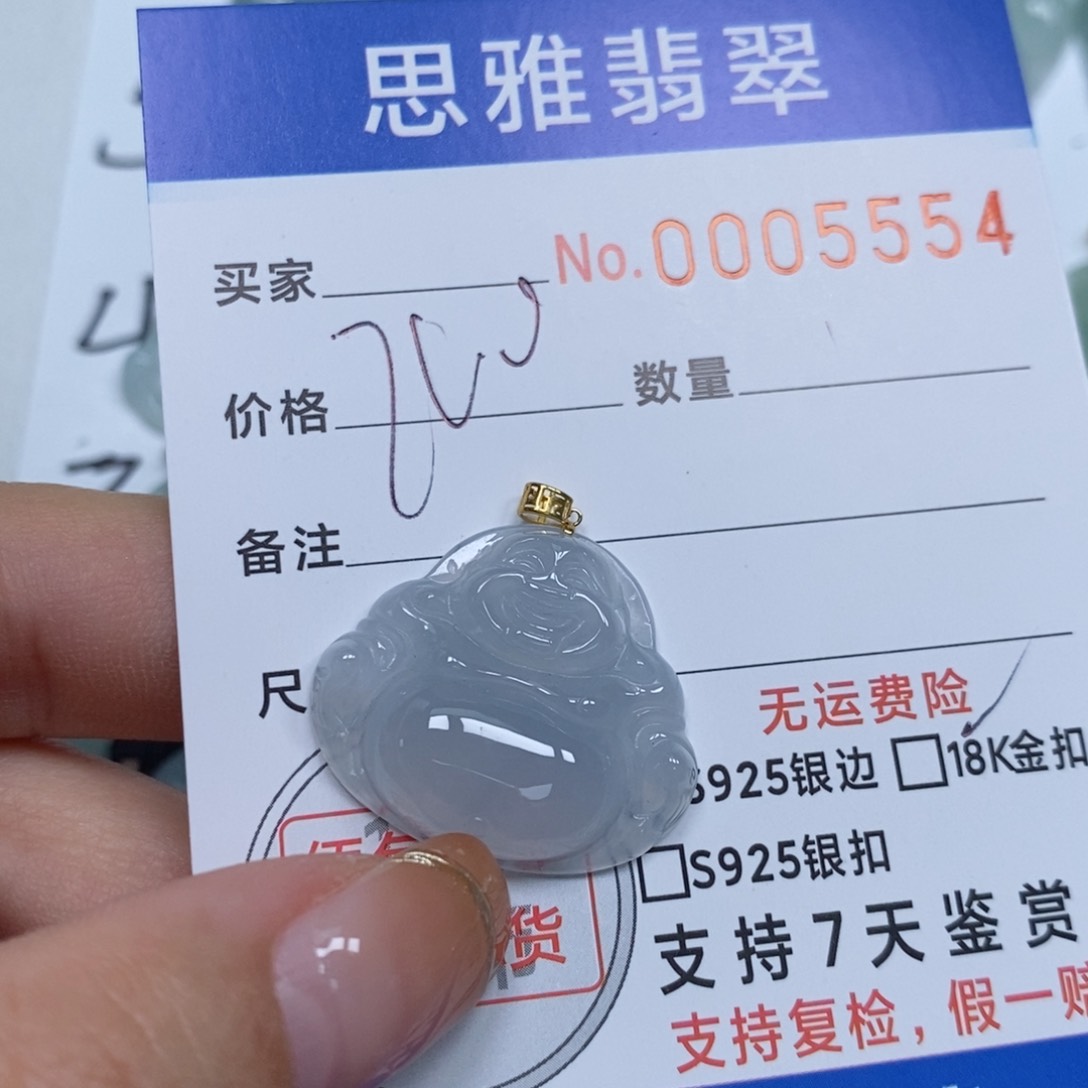 思雅翡翠
买家 No.0005554
价格 数量
备注
尺
无运费险
S925银边 18K金扣
S925银扣
货
支持7天鉴赏
支持复检，假一赔